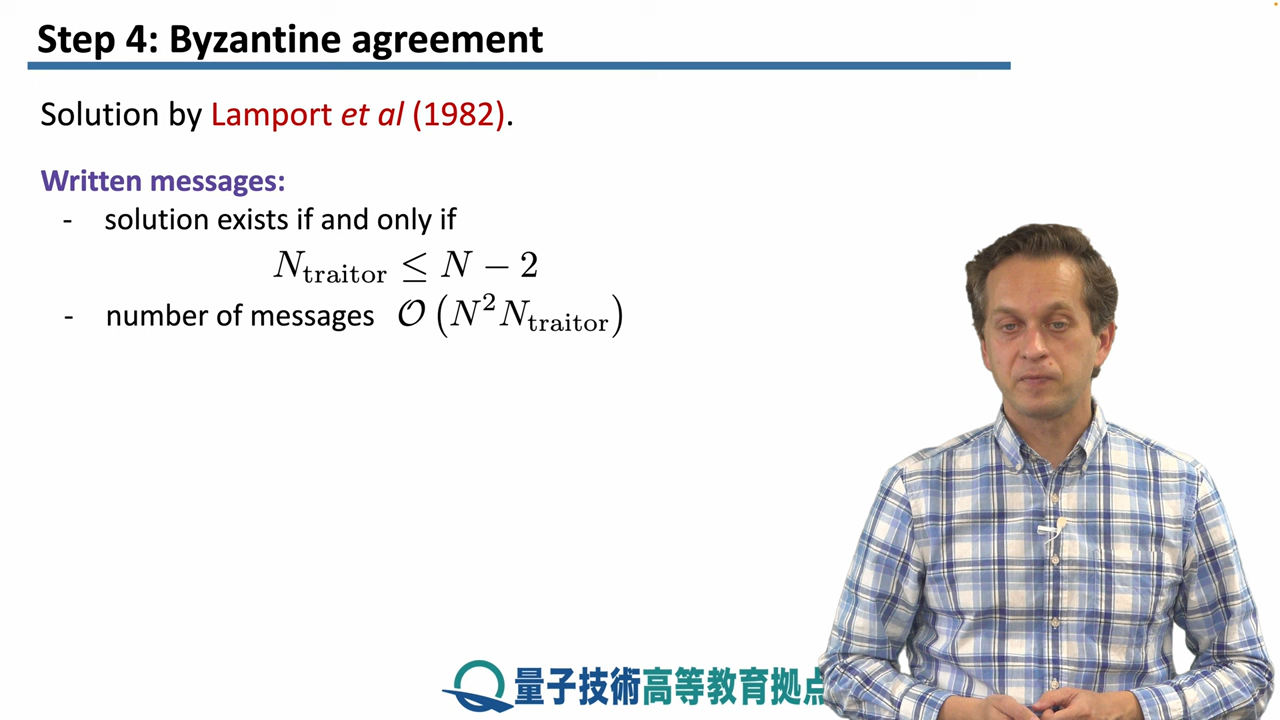 Step 4: Byzantine agreement
Solution by Lamport et al (1982).
Written messages:
- solution exists if and only if
N_traitor ≤ N − 2
- number of messages 𝒪(N²N_traitor)
量子技術高等教育拠点